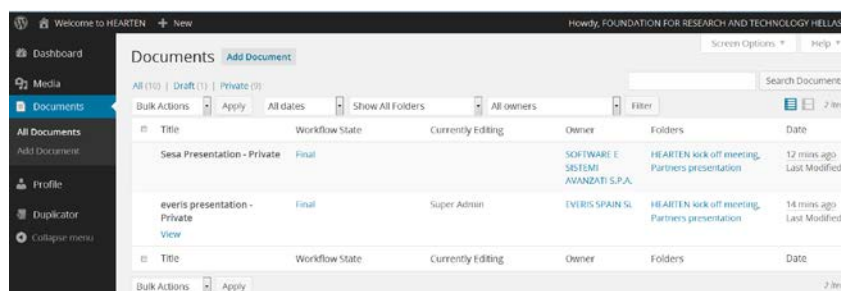 Welcome to HEARTEN + New Howdy, FOUNDATION FOR RESEARCH AND TECHNOLOGY HELLAS
Screen Options Help
Dashboard
Documents Add Document
Media
All (10) | Draft (1) | Private (9)
Search Document
Documents
Bulk Actions Apply All dates Show All Folders All owners Filter
All Documents
Title Workflow State Currently Editing Owner Folders Date
Add Document
Sesa Presentation - Private Final SOFTWARE E HEARTEN kick off meeting, 12 mins ago
SISTEMI Partners presentation Last Modified
AVANZATI S.P.A.
Profile
Duplicator
everis presentation - Final Super Admin EVERIS SPAIN SL HEARTEN kick off meeting, 14 mins ago
Private Partners presentation Last Modified
Collapse menu
View
Title Workflow State Currently Editing Owner Folders Date
Bulk Actions Apply